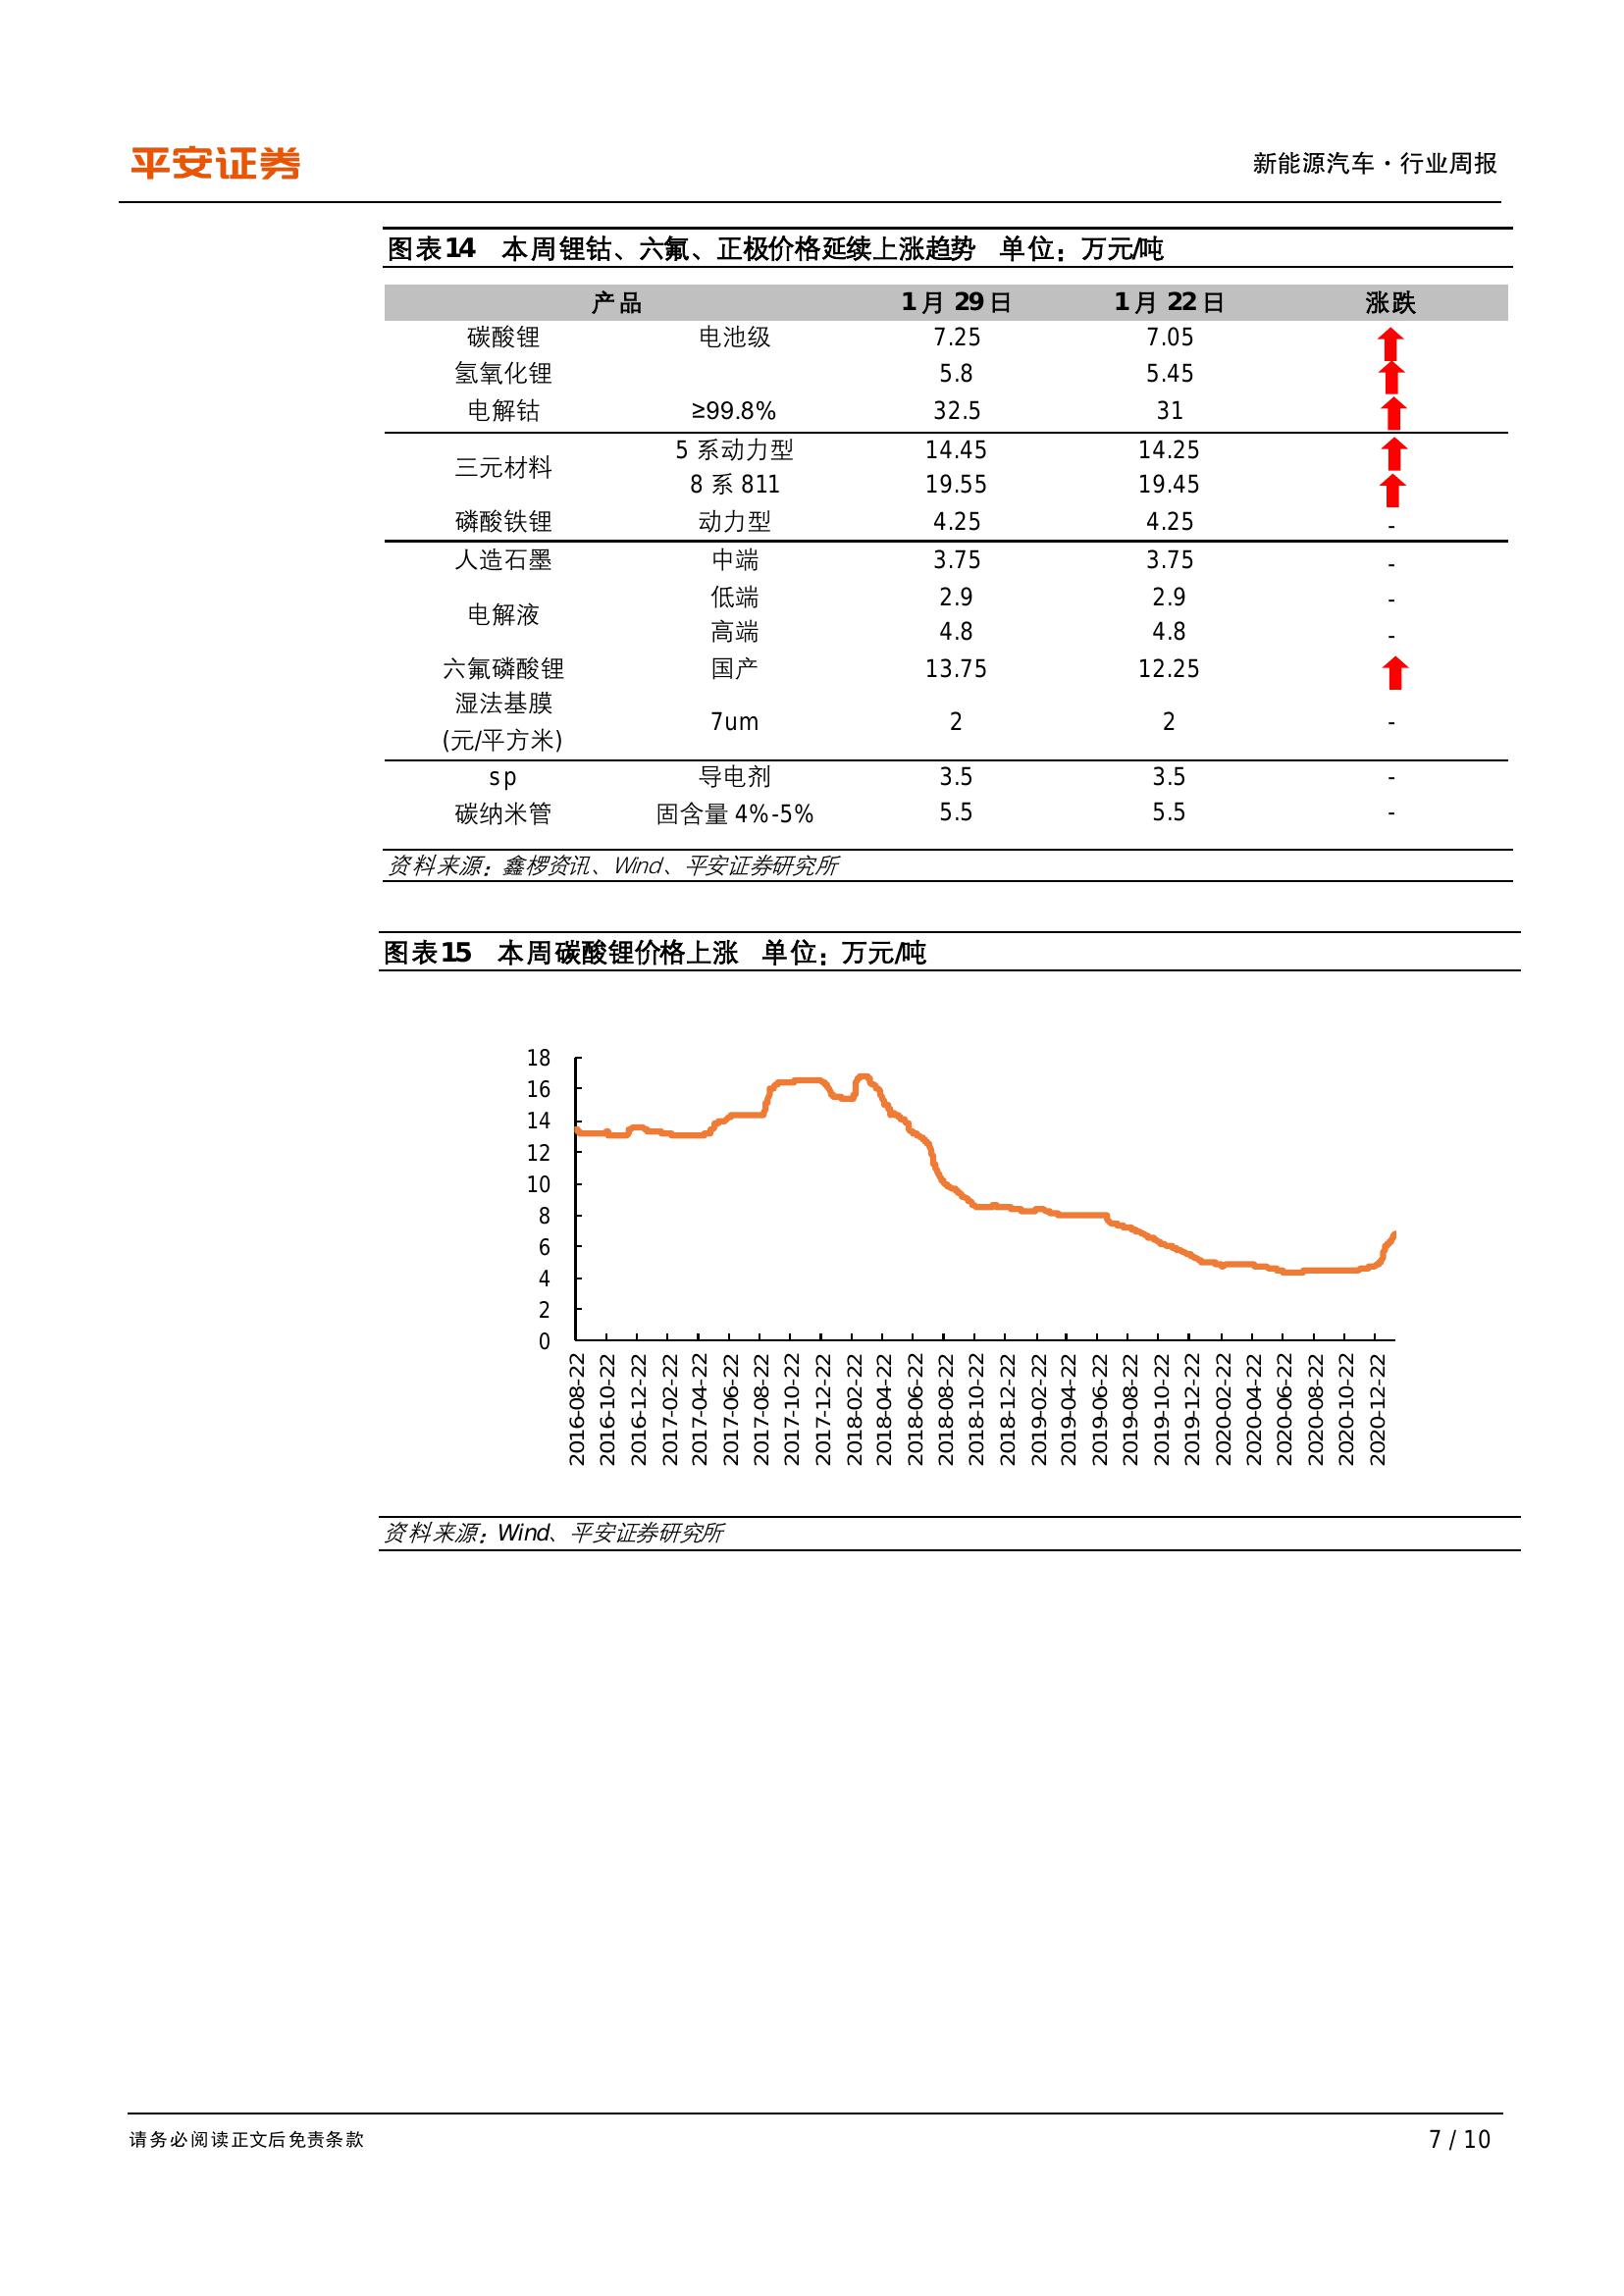 平安证券
新能源汽车·行业周报
图表14 本周锂钴、六氟、正极价格延续上涨趋势 单位：万元/吨
产品 1月29日 1月22日 涨跌
碳酸锂 电池级 7.25 7.05
氢氧化锂 5.8 5.45
电解钴 ≥99.8% 32.5 31
三元材料 5系动力型 14.45 14.25
8系811 19.55 19.45
磷酸铁锂 动力型 4.25 4.25 -
人造石墨 中端 3.75 3.75 -
电解液 低端 2.9 2.9 -
高端 4.8 4.8 -
六氟磷酸锂 国产 13.75 12.25
湿法基膜
(元/平方米) 7um 2 2 -
sp 导电剂 3.5 3.5 -
碳纳米管 固含量4%-5% 5.5 5.5 -
资料来源：鑫椤资讯、Wind、平安证券研究所
图表15 本周碳酸锂价格上涨 单位：万元/吨
18
16
14
12
10
8
6
4
2
0
2016-08-22
2016-10-22
2016-12-22
2017-02-22
2017-04-22
2017-06-22
2017-08-22
2017-10-22
2017-12-22
2018-02-22
2018-04-22
2018-06-22
2018-08-22
2018-10-22
2018-12-22
2019-02-22
2019-04-22
2019-06-22
2019-08-22
2019-10-22
2019-12-22
2020-02-22
2020-04-22
2020-06-22
2020-08-22
2020-10-22
2020-12-22
资料来源：Wind、平安证券研究所
请务必阅读正文后免责条款
7 / 10